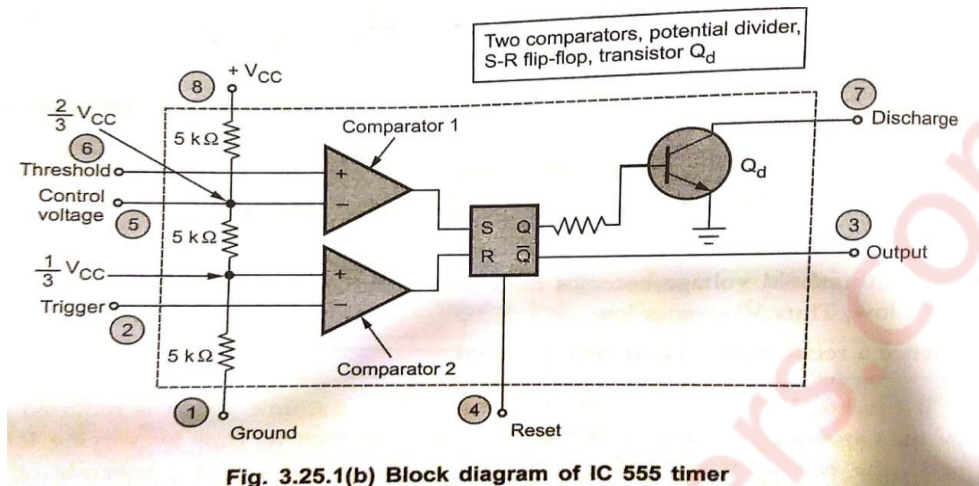 Two comparators, potential divider,
S-R flip-flop, transistor Qd
+ VCC
8
2/3 VCC
5 kΩ
Comparator 1
7
Discharge
6
Threshold
+
Qd
Control
voltage
−
5
S Q
5 kΩ
R Q̅
3
Output
1/3 VCC
+
Trigger
−
2
5 kΩ
Comparator 2
1
Ground
4
Reset
Fig. 3.25.1(b) Block diagram of IC 555 timer